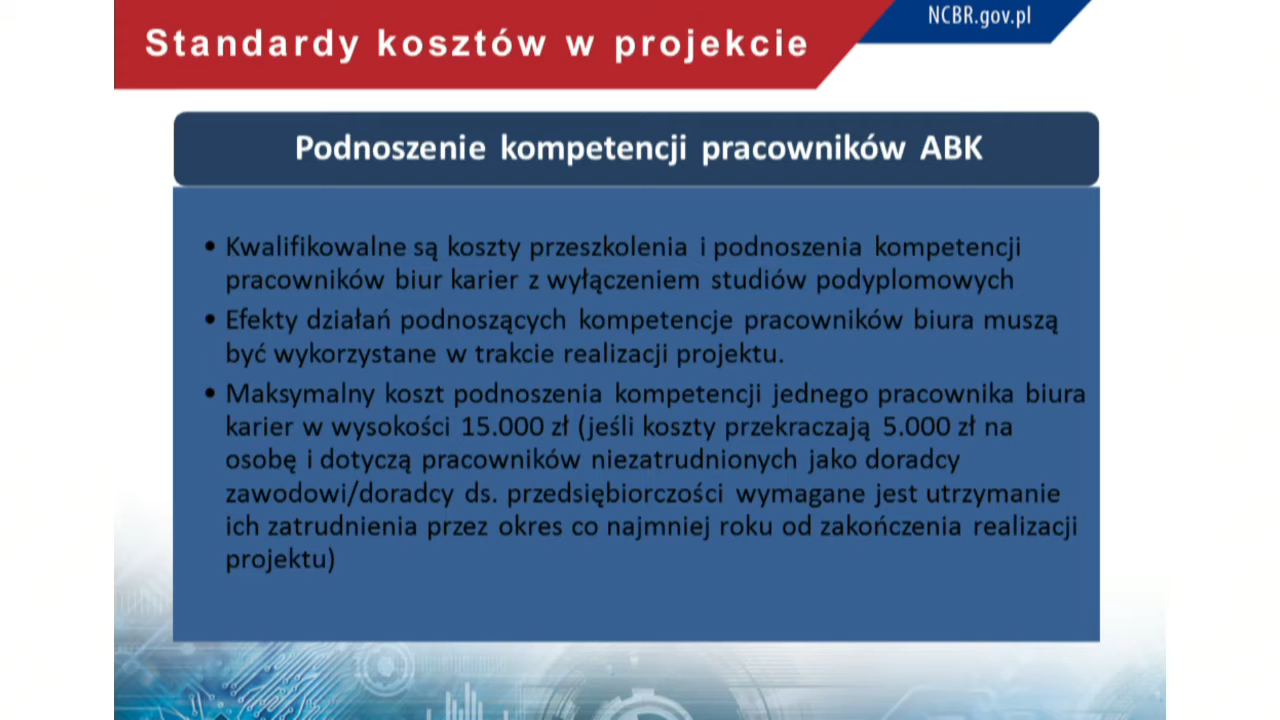 Standardy kosztów w projekcie
NCBR.gov.pl
Podnoszenie kompetencji pracowników ABK
• Kwalifikowalne są koszty przeszkolenia i podnoszenia kompetencji
pracowników biur karier z wyłączeniem studiów podyplomowych
• Efekty działań podnoszących kompetencje pracowników biura muszą
być wykorzystane w trakcie realizacji projektu.
• Maksymalny koszt podnoszenia kompetencji jednego pracownika biura
karier w wysokości 15.000 zł (jeśli koszty przekraczają 5.000 zł na
osobę i dotyczą pracowników niezatrudnionych jako doradcy
zawodowi/doradcy ds. przedsiębiorczości wymagane jest utrzymanie
ich zatrudnienia przez okres co najmniej roku od zakończenia realizacji
projektu)